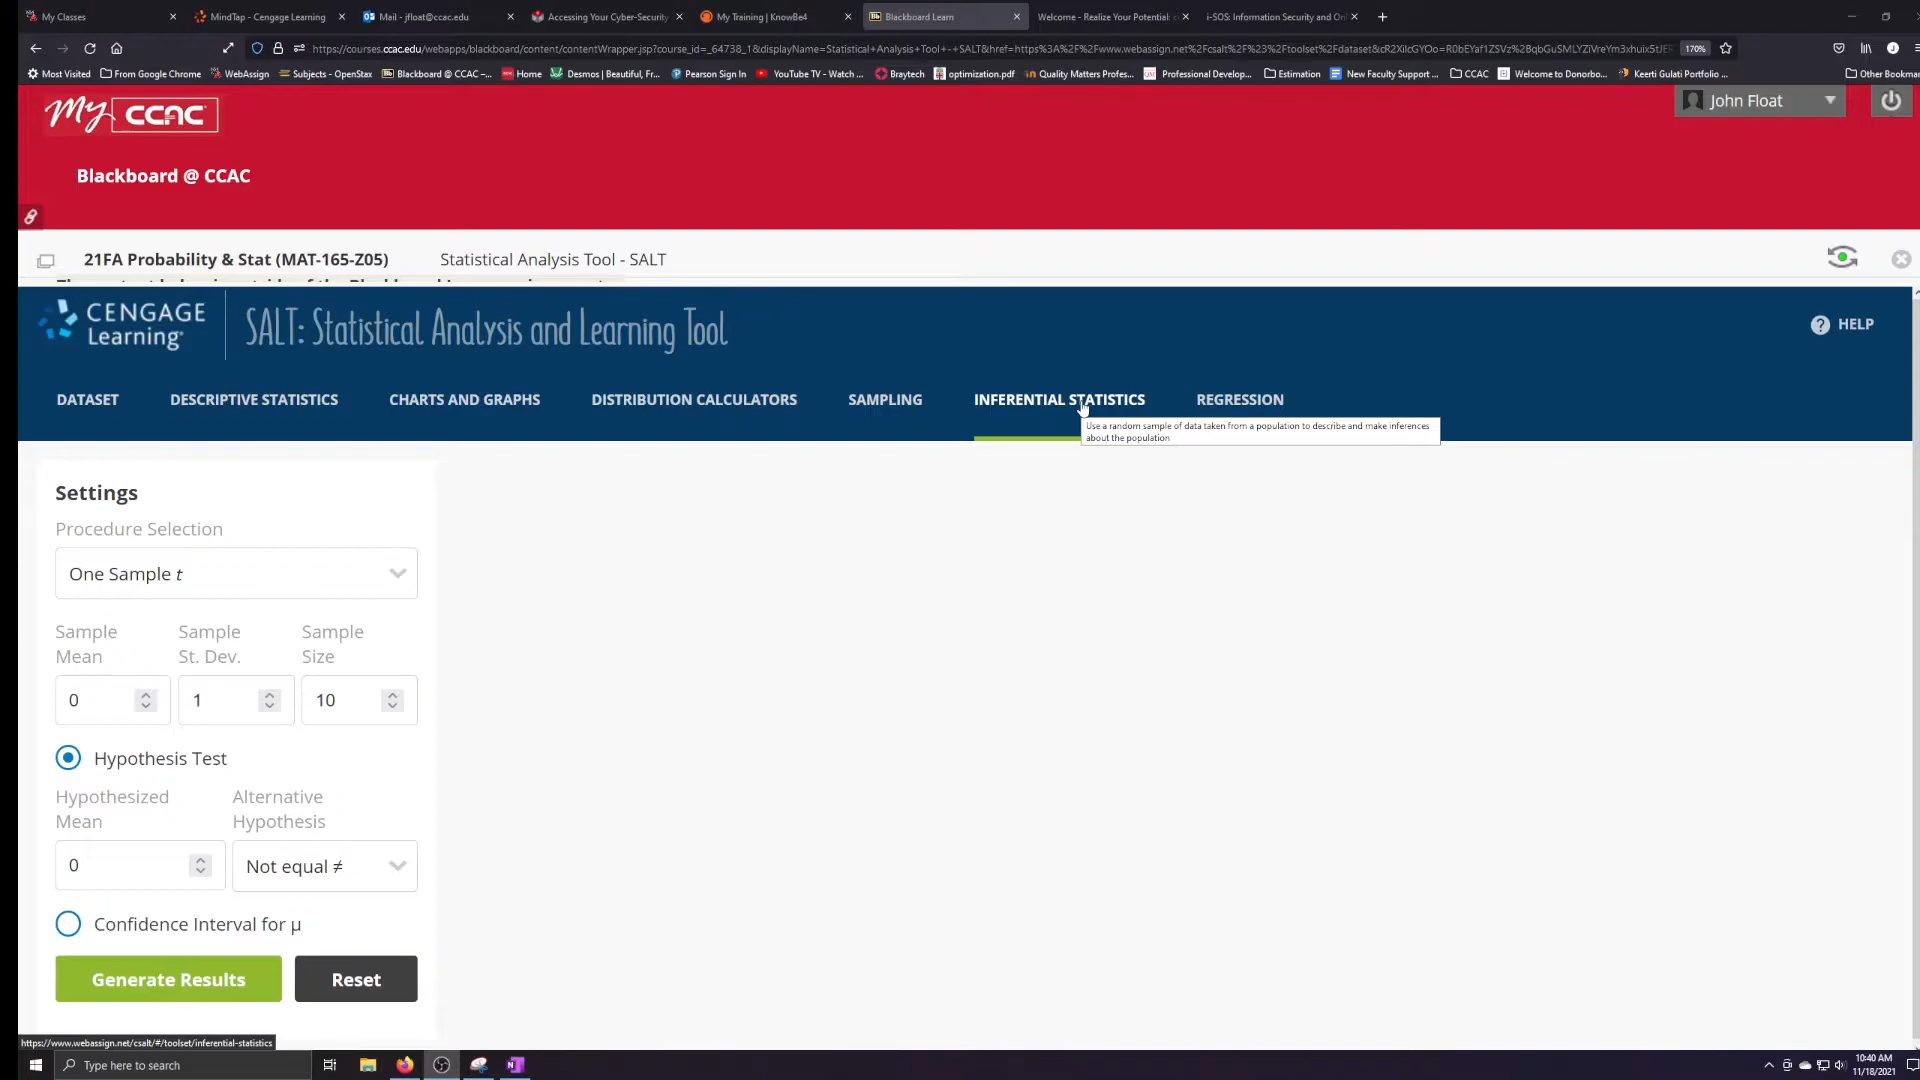 My Classes
MindTap - Cengage Learning
Mail - jfloat@ccac.edu
Accessing Your Cyber-Security
My Training | KnowBe4
Blackboard Learn
Welcome - Realize Your Potential:
i-SOS: Information Security and Onl
170%
Most Visited
From Google Chrome
WebAssign
Subjects - OpenStax
Blackboard @ CCAC –...
Home
Desmos | Beautiful, Fr...
Pearson Sign In
YouTube TV - Watch ...
Braytech
optimization.pdf
Quality Matters Profes...
Professional Develop...
Estimation
New Faculty Support ...
CCAC
Welcome to Donorbo...
Keerti Gulati Portfolio ...
Other Bookmar
My CCAC
John Float
Blackboard @ CCAC
21FA Probability & Stat (MAT-165-Z05)
Statistical Analysis Tool - SALT
CENGAGE Learning
SALT: Statistical Analysis and Learning Tool
HELP
DATASET
DESCRIPTIVE STATISTICS
CHARTS AND GRAPHS
DISTRIBUTION CALCULATORS
SAMPLING
INFERENTIAL STATISTICS
REGRESSION
Use a random sample of data taken from a population to describe and make inferences
about the population
Settings
Procedure Selection
One Sample t
Sample Mean
Sample St. Dev.
Sample Size
0
1
10
Hypothesis Test
Hypothesized Mean
Alternative Hypothesis
0
Not equal ≠
Confidence Interval for μ
Generate Results
Reset
https://www.webassign.net/csalt/#/toolset/inferential-statistics
Type here to search
10:40 AM
11/18/2021